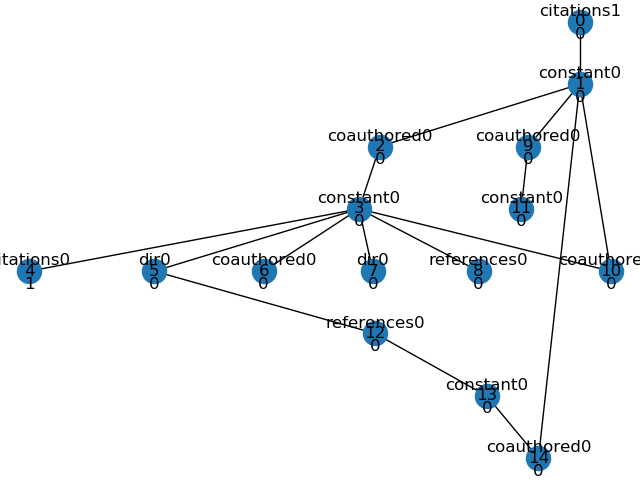 citations1
0
0
constant0
1
0
coauthored0
2
0
coauthored0
9
0
constant0
3
0
constant0
11
0
itations0
4
1
dir0
5
0
coauthored0
6
0
dlr0
7
0
references0
8
0
coauthore
10
0
references0
12
0
constant0
13
0
coauthored0
14
0